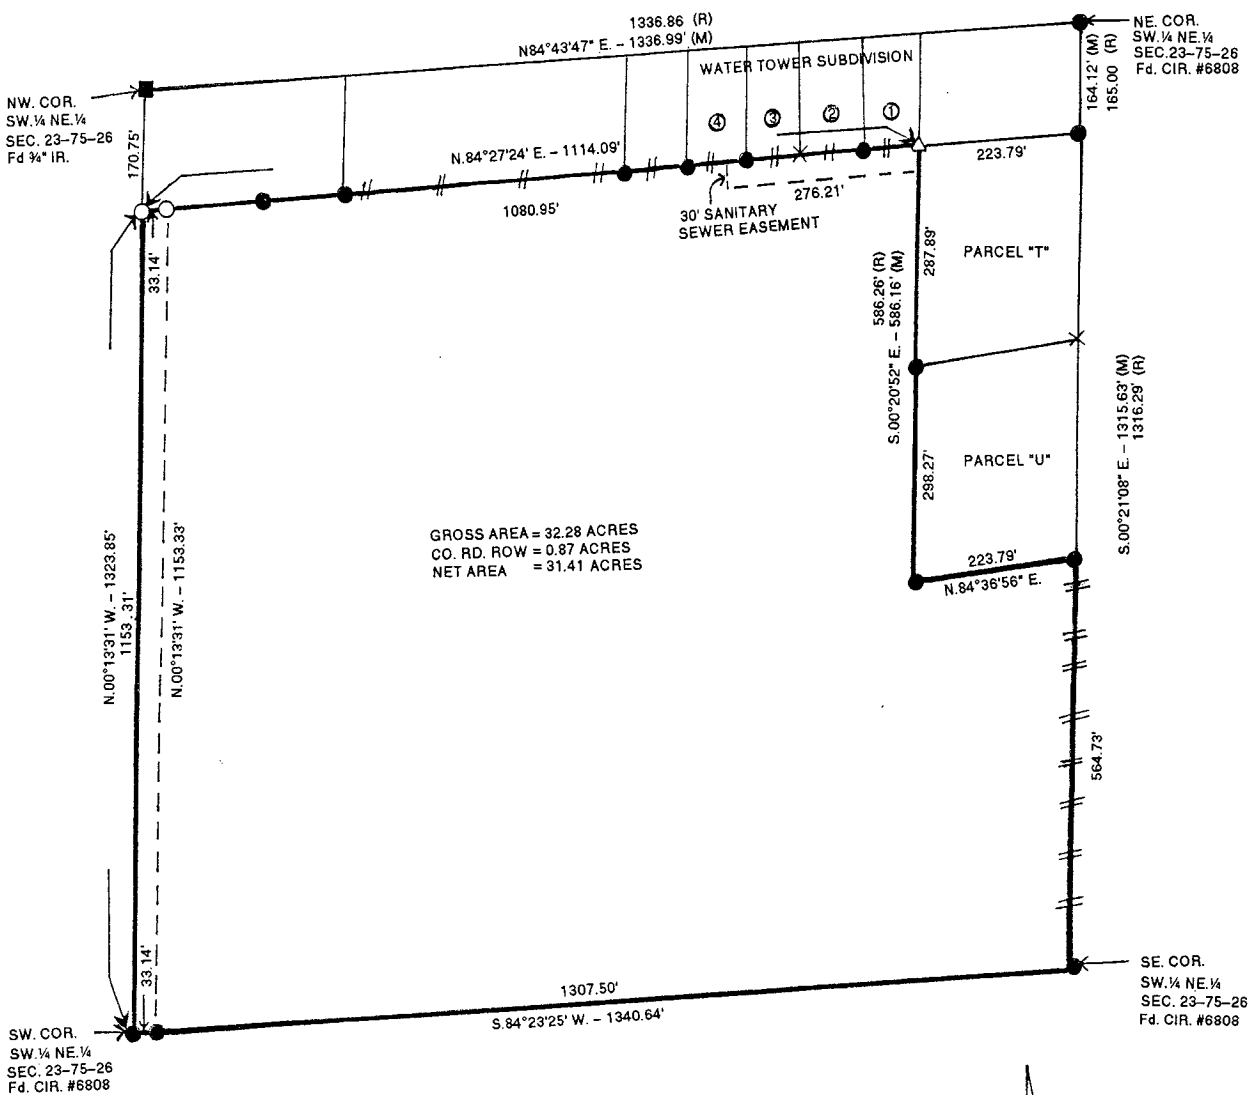 1336.86 (R)
N84°43'47" E. – 1336.99' (M)
NE. COR.
SW.¼ NE.¼
SEC.23–75–26
Fd. CIR. #6808
164.12' (M)
165.00 (R)
WATER TOWER SUBDIVISION
NW. COR.
SW.¼ NE.¼
SEC. 23–75–26
Fd ¾" IR.
170.75'
④ ③ ② ①
N.84°27'24' E. – 1114.09'
223.79'
1080.95'
276.21'
30' SANITARY
SEWER EASEMENT
33.14'
287.89'
PARCEL "T"
586.26' (R)
S.00°20'52" E. – 586.16' (M)
S.00°21'08" E. – 1315.63' (M)
1316.29' (R)
298.27'
PARCEL "U"
GROSS AREA = 32.28 ACRES
CO. RD. ROW = 0.87 ACRES
NET AREA = 31.41 ACRES
N.00°13'31' W. – 1323.85'
1153.31'
N.00°13'31' W. – 1153.33'
223.79'
N.84°36'56" E.
564.73'
33.14'
1307.50'
S.84°23'25' W. – 1340.64'
SE. COR.
SW.¼ NE.¼
SEC. 23–75–26
Fd. CIR. #6808
SW. COR.
SW.¼ NE.¼
SEC. 23–75–26
Fd. CIR. #6808